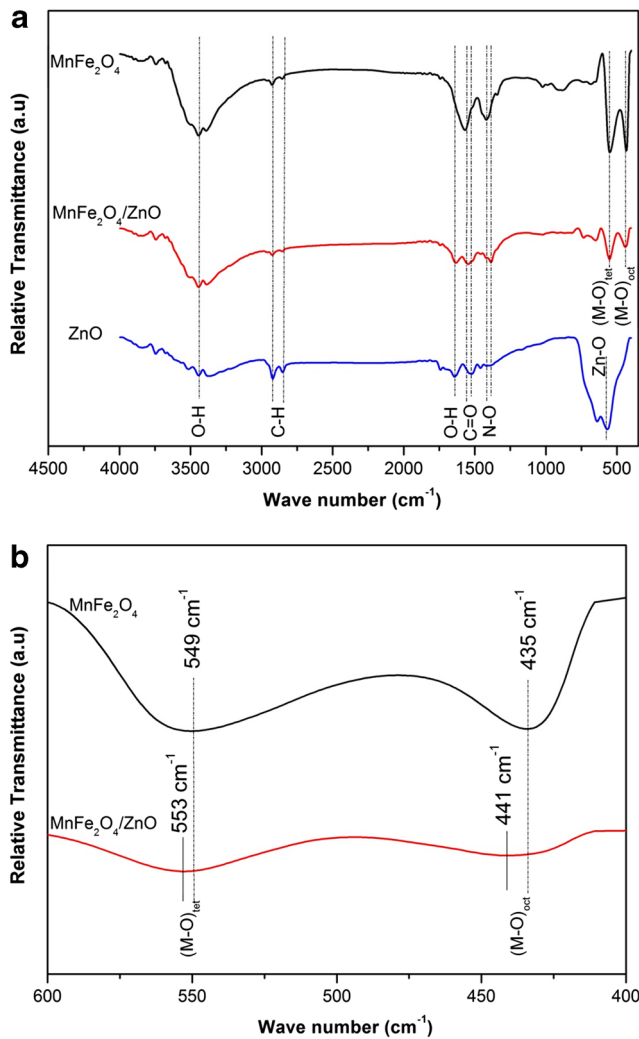 a
MnFe₂O₄
MnFe₂O₄/ZnO
ZnO
O-H
C-H
O-H
C=O
N-O
Zn-O
(M-O)tet
(M-O)oct
Relative Transmittance (a.u)
4500 4000 3500 3000 2500 2000 1500 1000 500
Wave number (cm⁻¹)
b
MnFe₂O₄
549 cm⁻¹
435 cm⁻¹
MnFe₂O₄/ZnO
553 cm⁻¹
441 cm⁻¹
(M-O)tet
(M-O)oct
Relative Transmittance (a.u)
600 550 500 450 400
Wave number (cm⁻¹)